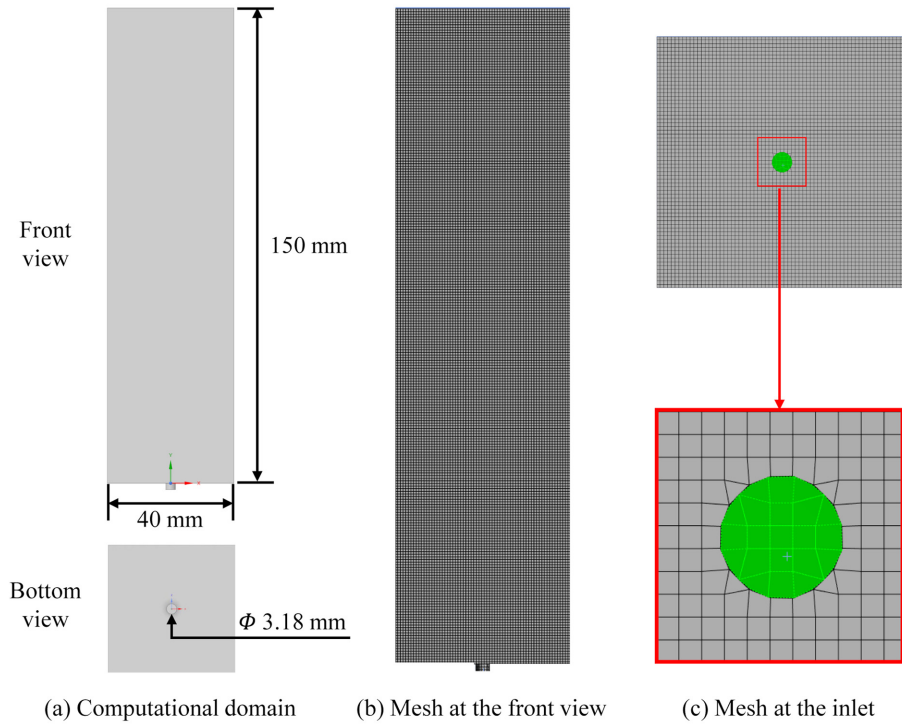 Front
view
150 mm
40 mm
Bottom
view
Φ 3.18 mm
(a) Computational domain
(b) Mesh at the front view
(c) Mesh at the inlet